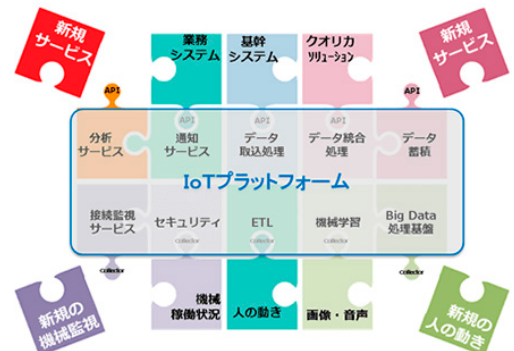 新規
サービス
業務
システム
基幹
システム
クオリカ
ソリューション
新規
サービス
API
API
API
API
API
分析
サービス
通知
サービス
データ
取込処理
データ統合
処理
データ
蓄積
IoTプラットフォーム
接続監視
サービス
セキュリティ
ETL
機械学習
Big Data
処理基盤
Collector
Collector
Collector
Collector
Collector
新規の
機械監視
機械
稼働状況
人の動き
画像・音声
新規の
人の動き